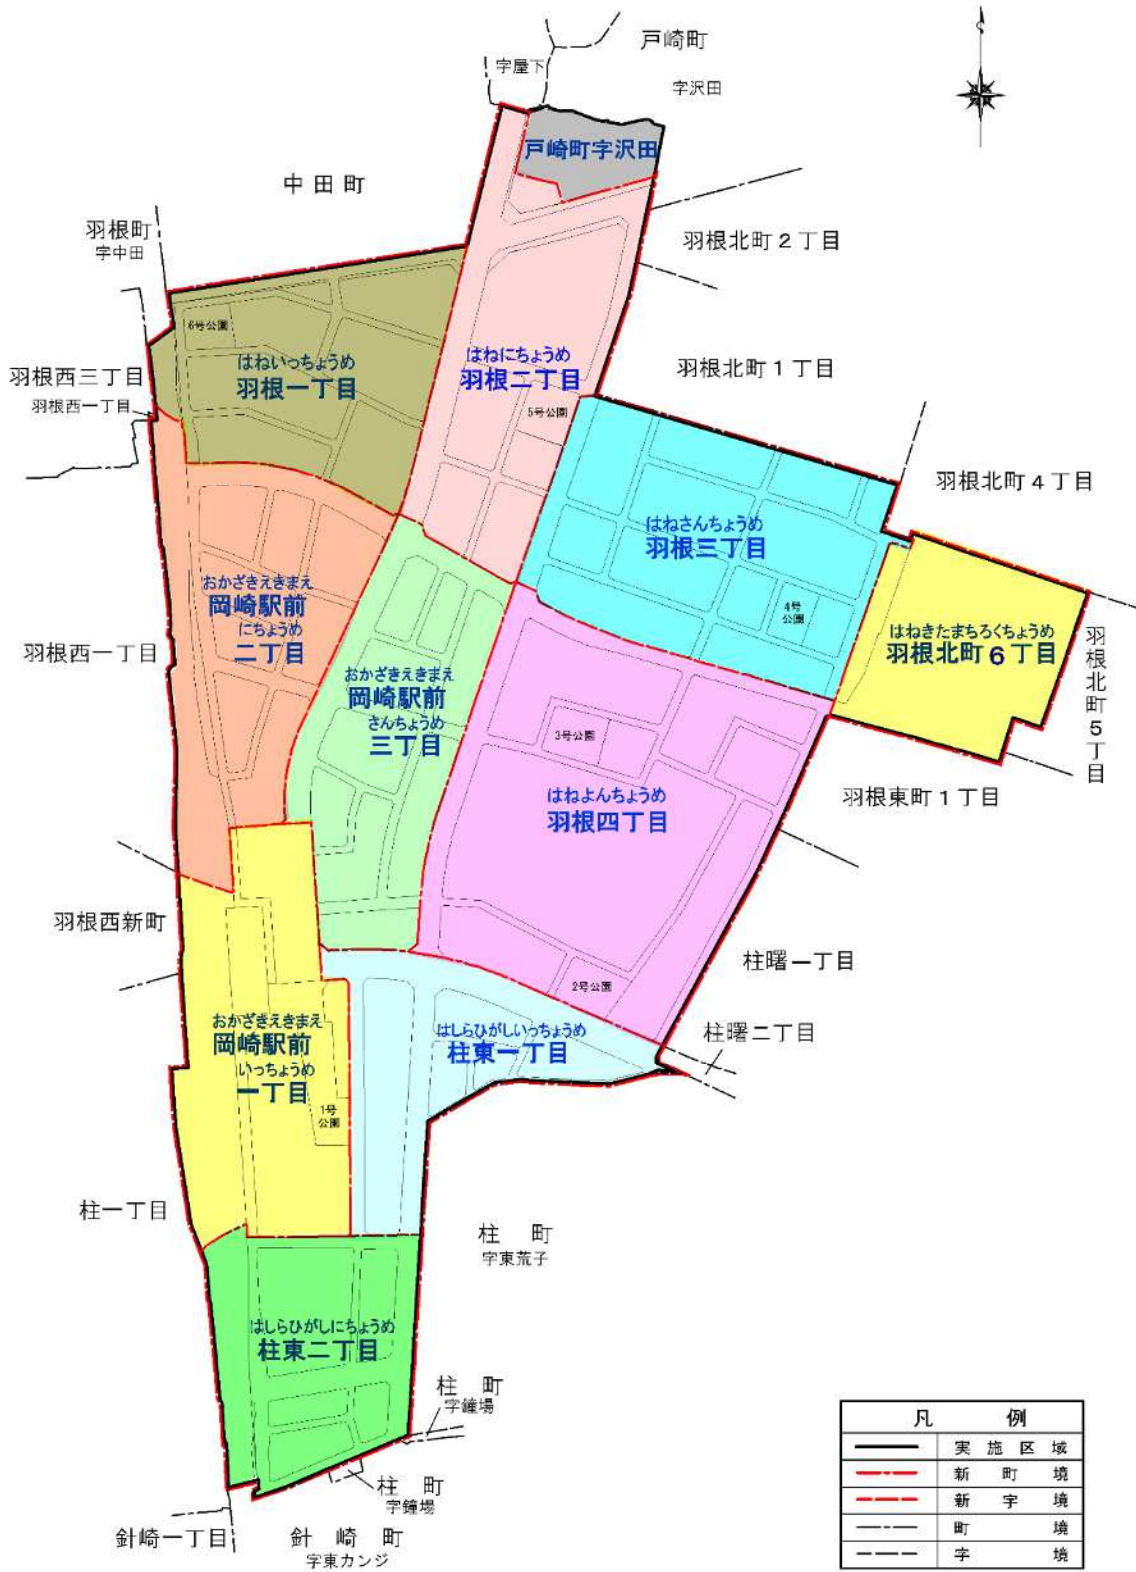 戸崎町
字屋下
字沢田
戸崎町字沢田
中田町
羽根町
字中田
羽根北町２丁目
6号公園
はねいっちょうめ
羽根一丁目
はねにちょうめ
羽根二丁目
5号公園
羽根北町１丁目
羽根西三丁目
羽根西一丁目
羽根北町４丁目
はねさんちょうめ
羽根三丁目
4号
公園
おかざきえきまえ
岡崎駅前
にちょうめ
二丁目
羽根西一丁目
はねきたまちろくちょうめ
羽根北町６丁目
羽根北町５丁目
おかざきえきまえ
岡崎駅前
さんちょうめ
三丁目
3号公園
はねよんちょうめ
羽根四丁目
羽根東町１丁目
羽根西新町
柱曙一丁目
2号公園
おかざきえきまえ
岡崎駅前
いっちょうめ
一丁目
1号
公園
はしらひがしいっちょうめ
柱東一丁目
柱曙二丁目
柱一丁目
柱町
字東荒子
はしらひがしにちょうめ
柱東二丁目
柱町
字鐘場
柱町
字鐘場
針崎一丁目
針崎町
字東カンジ
凡例
実施区域
新町境
新字境
町境
字境